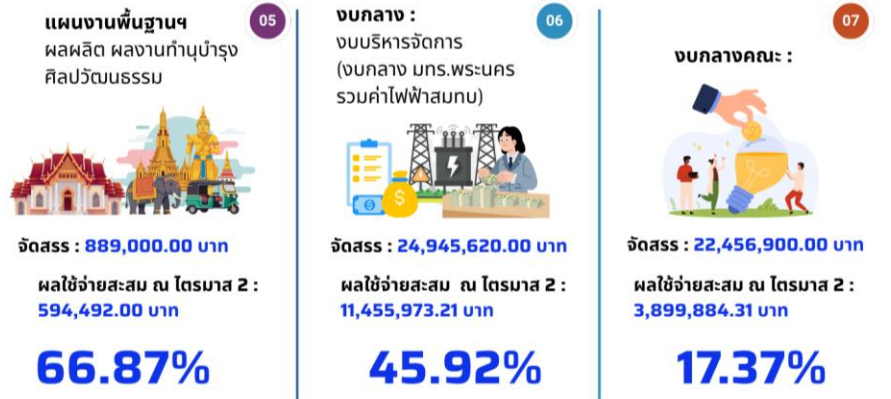 05
แผนงานพื้นฐานฯ
ผลผลิต ผลงานทำนุบำรุง
ศิลปวัฒนธรรม
จัดสรร : 889,000.00 บาท
ผลใช้จ่ายสะสม ณ ไตรมาส 2 :
594,492.00 บาท
66.87%
06
งบกลาง :
งบบริหารจัดการ
(งบกลาง มทร.พระนคร
รวมค่าไฟฟ้าสมทบ)
จัดสรร : 24,945,620.00 บาท
ผลใช้จ่ายสะสม ณ ไตรมาส 2 :
11,455,973.21 บาท
45.92%
07
งบกลางคณะ :
จัดสรร : 22,456,900.00 บาท
ผลใช้จ่ายสะสม ณ ไตรมาส 2 :
3,899,884.31 บาท
17.37%